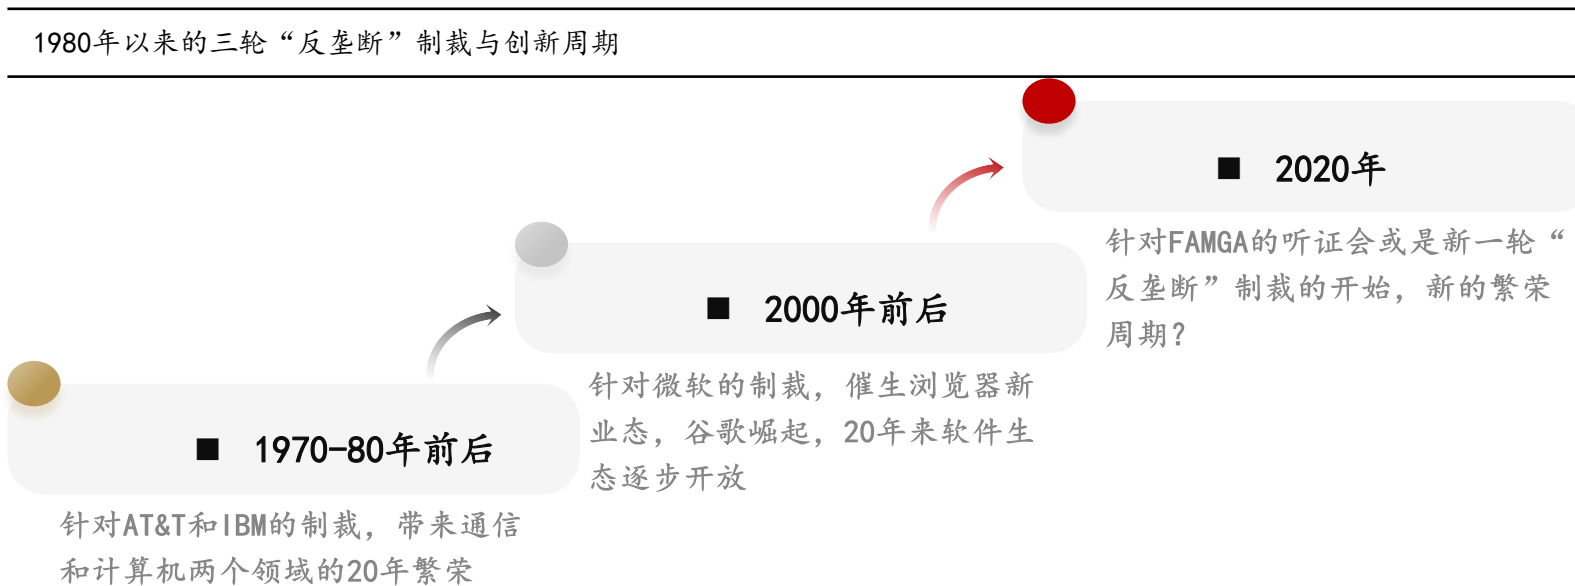 1980年以来的三轮“反垄断”制裁与创新周期
■ 2020年
针对FAMGA的听证会或是新一轮“
反垄断”制裁的开始，新的繁荣
周期？
■ 2000年前后
针对微软的制裁，催生浏览器新
业态，谷歌崛起，20年来软件生
态逐步开放
■ 1970-80年前后
针对AT&T和IBM的制裁，带来通信
和计算机两个领域的20年繁荣